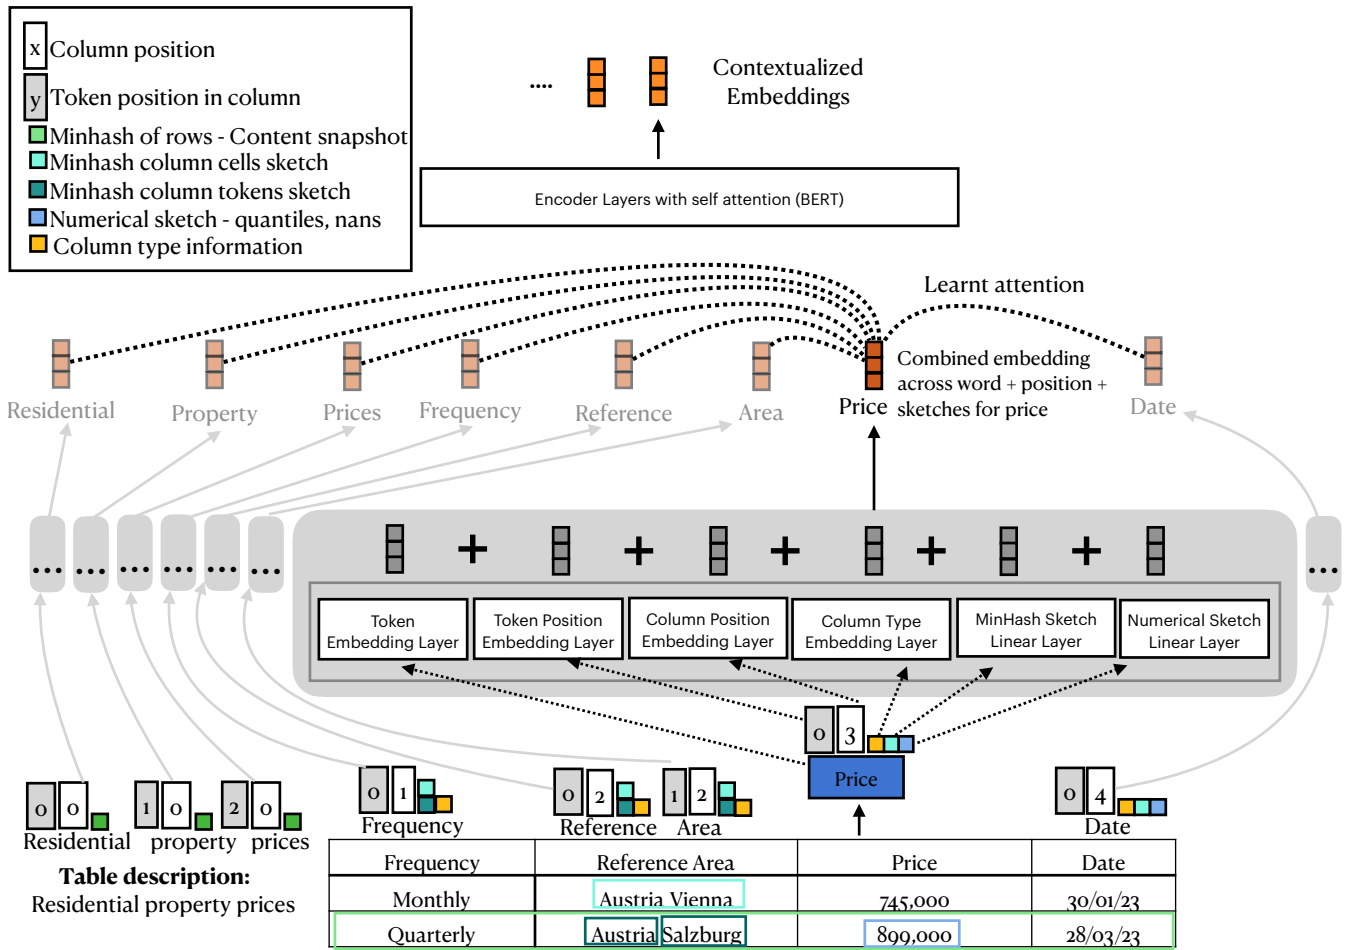 x Column position
y Token position in column
Minhash of rows - Content snapshot
Minhash column cells sketch
Minhash column tokens sketch
Numerical sketch - quantiles, nans
Column type information
....
Contextualized
Embeddings
Encoder Layers with self attention (BERT)
Learnt attention
Combined embedding
across word + position +
sketches for price
Residential Property Prices Frequency Reference Area Price Date
... ... ... ... ... ... ...
+ + + + +
Token
Embedding Layer
Token Position
Embedding Layer
Column Position
Embedding Layer
Column Type
Embedding Layer
MinHash Sketch
Linear Layer
Numerical Sketch
Linear Layer
0 3
Price
0 0 1 0 2 0
Residential property prices
0 1
Frequency
0 2 1 2
Reference Area
0 4
Date
Table description:
Residential property prices
Frequency Reference Area Price Date
Monthly Austria Vienna 745,000 30/01/23
Quarterly Austria Salzburg 899,000 28/03/23